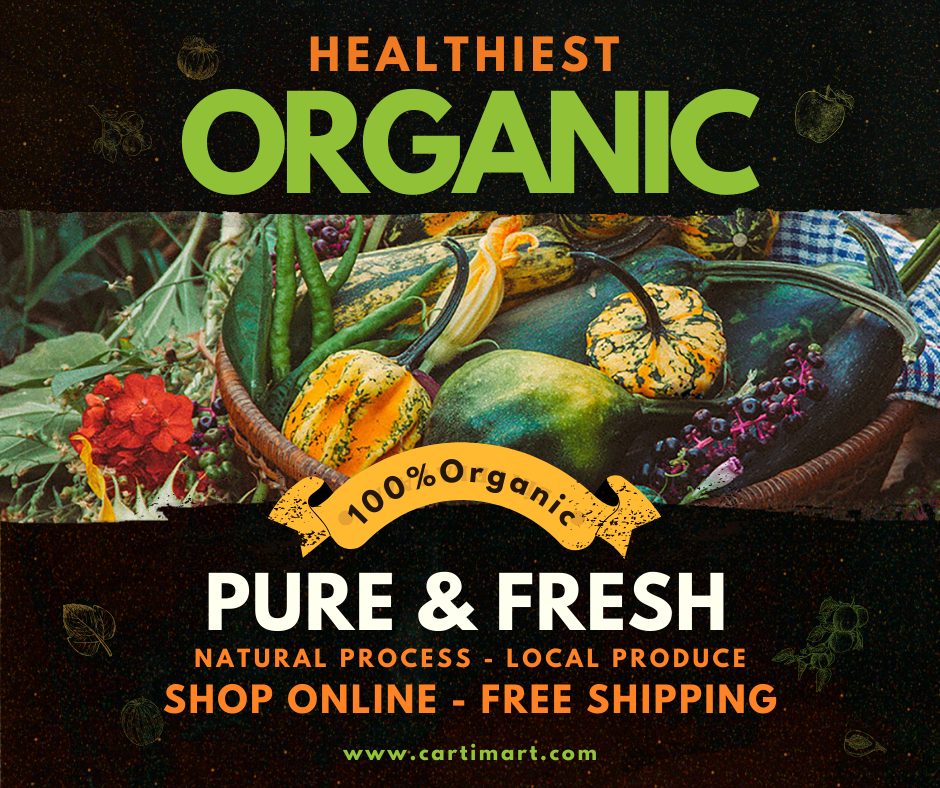 HEALTHIEST
ORGANIC
100%Organic
PURE & FRESH
NATURAL PROCESS - LOCAL PRODUCE
SHOP ONLINE - FREE SHIPPING
www.cartimart.com